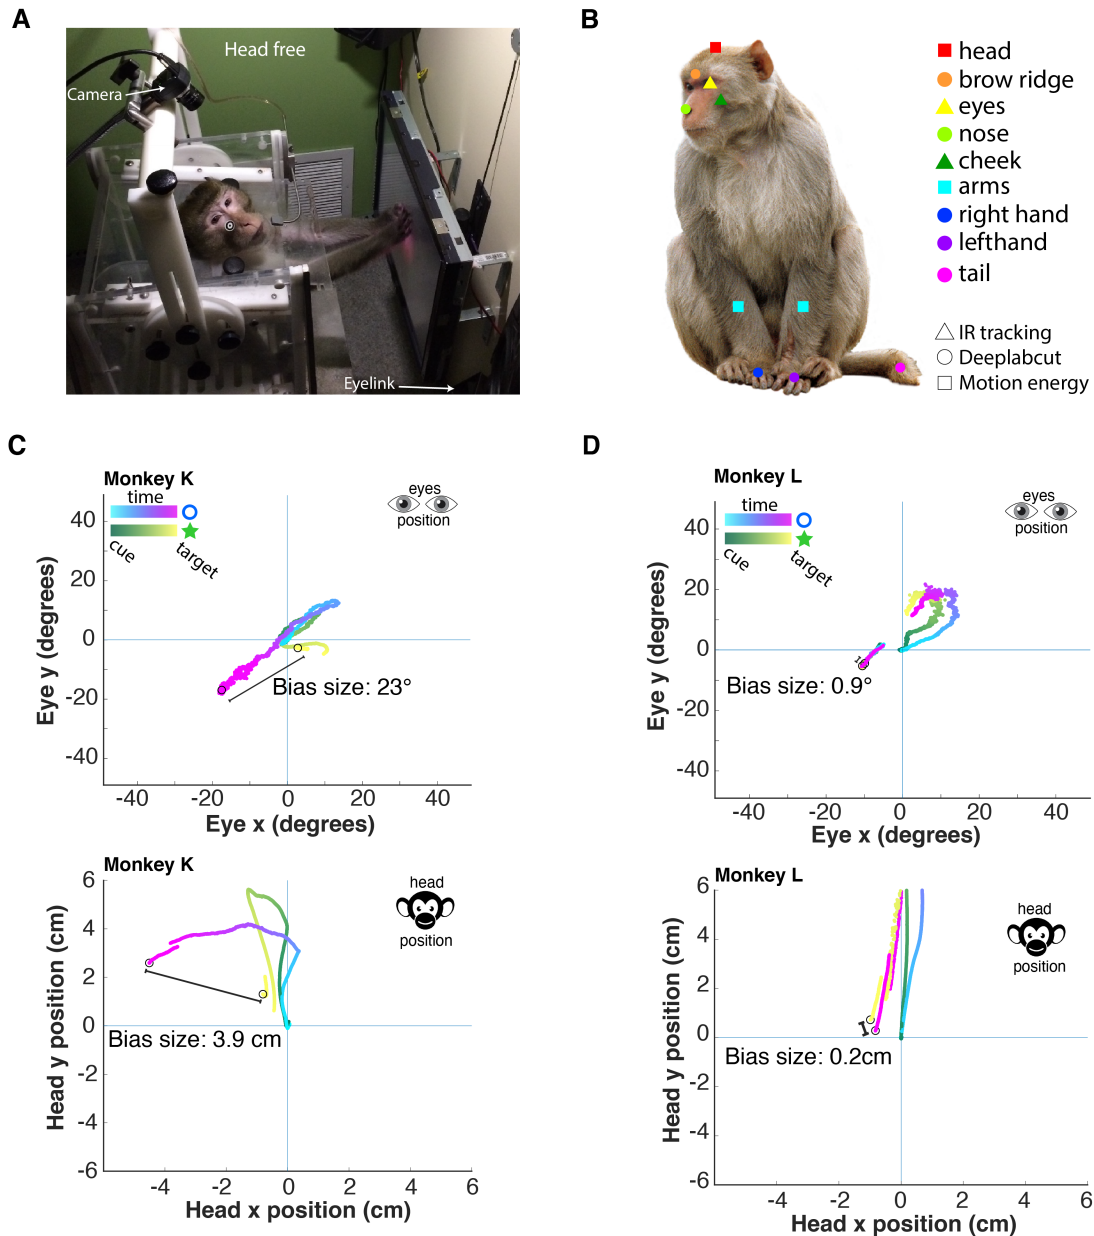 A
Head free
Camera
Eyelink
B
head
brow ridge
eyes
nose
cheek
arms
right hand
lefthand
tail
IR tracking
Deeplabcut
Motion energy
C
Monkey K
time
cue
target
eyes
position
40
20
0
-20
-40
Eye y (degrees)
Bias size: 23°
-40 -20 0 20 40
Eye x (degrees)
Monkey K
head
position
6
4
2
0
-2
-4
-6
Head y position (cm)
Bias size: 3.9 cm
-4 -2 0 2 4 6
Head x position (cm)
D
Monkey L
time
cue
target
eyes
position
40
20
0
-20
-40
Eye y (degrees)
Bias size: 0.9°
-40 -20 0 20 40
Eye x (degrees)
Monkey L
head
position
6
4
2
0
-2
-4
-6
Head y position (cm)
Bias size: 0.2cm
-4 -2 0 2 4 6
Head x position (cm)